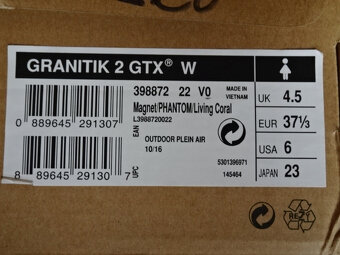 GRANITIK 2 GTX® W
398872 22 V0
MADE IN
VIETNAM
Magnet/PHANTOM/Living Coral
L3988720022
0 889645 291307
EAN
OUTDOOR PLEIN AIR
10/16
8 89645 29130 7
UPC
5301396971
145464
UK 4.5
EUR 37⅓
USA 6
JAPAN 23
REZY